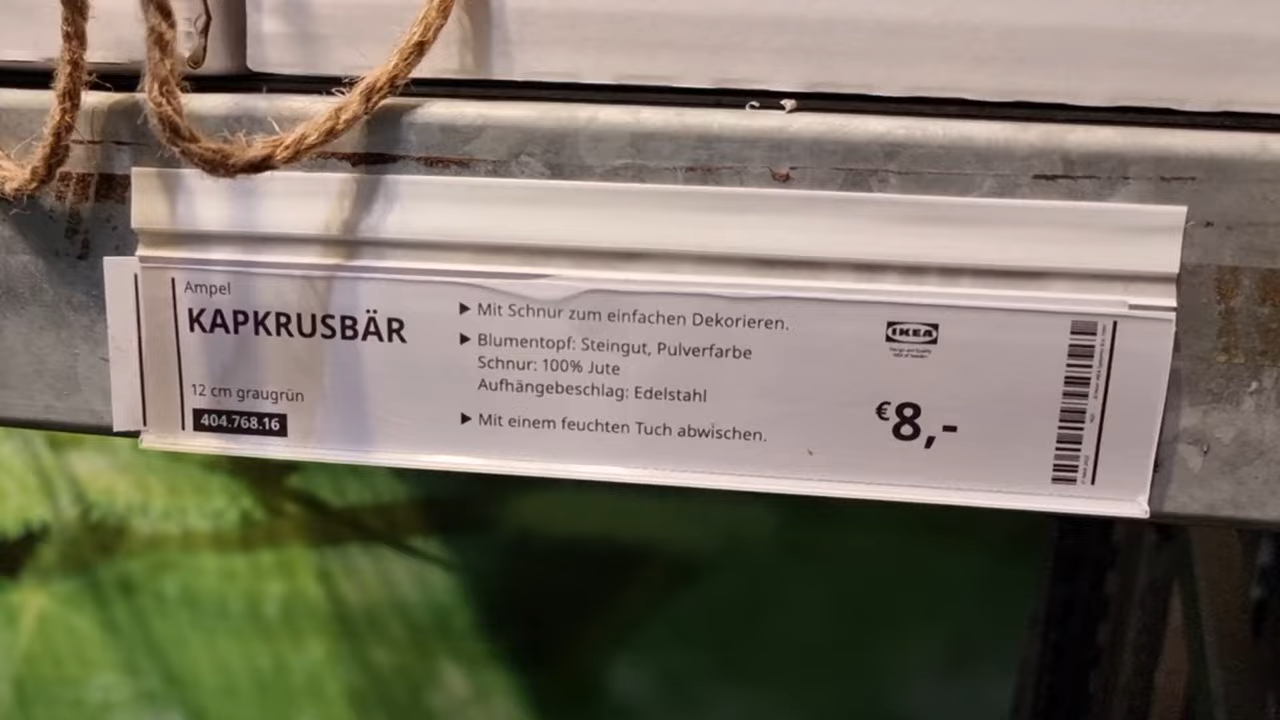 Ampel
KAPKRUSBÄR
12 cm graugrün
404.768.16
▶ Mit Schnur zum einfachen Dekorieren.
▶ Blumentopf: Steingut, Pulverfarbe
Schnur: 100% Jute
Aufhängebeschlag: Edelstahl
▶ Mit einem feuchten Tuch abwischen.
IKEA
€8,-